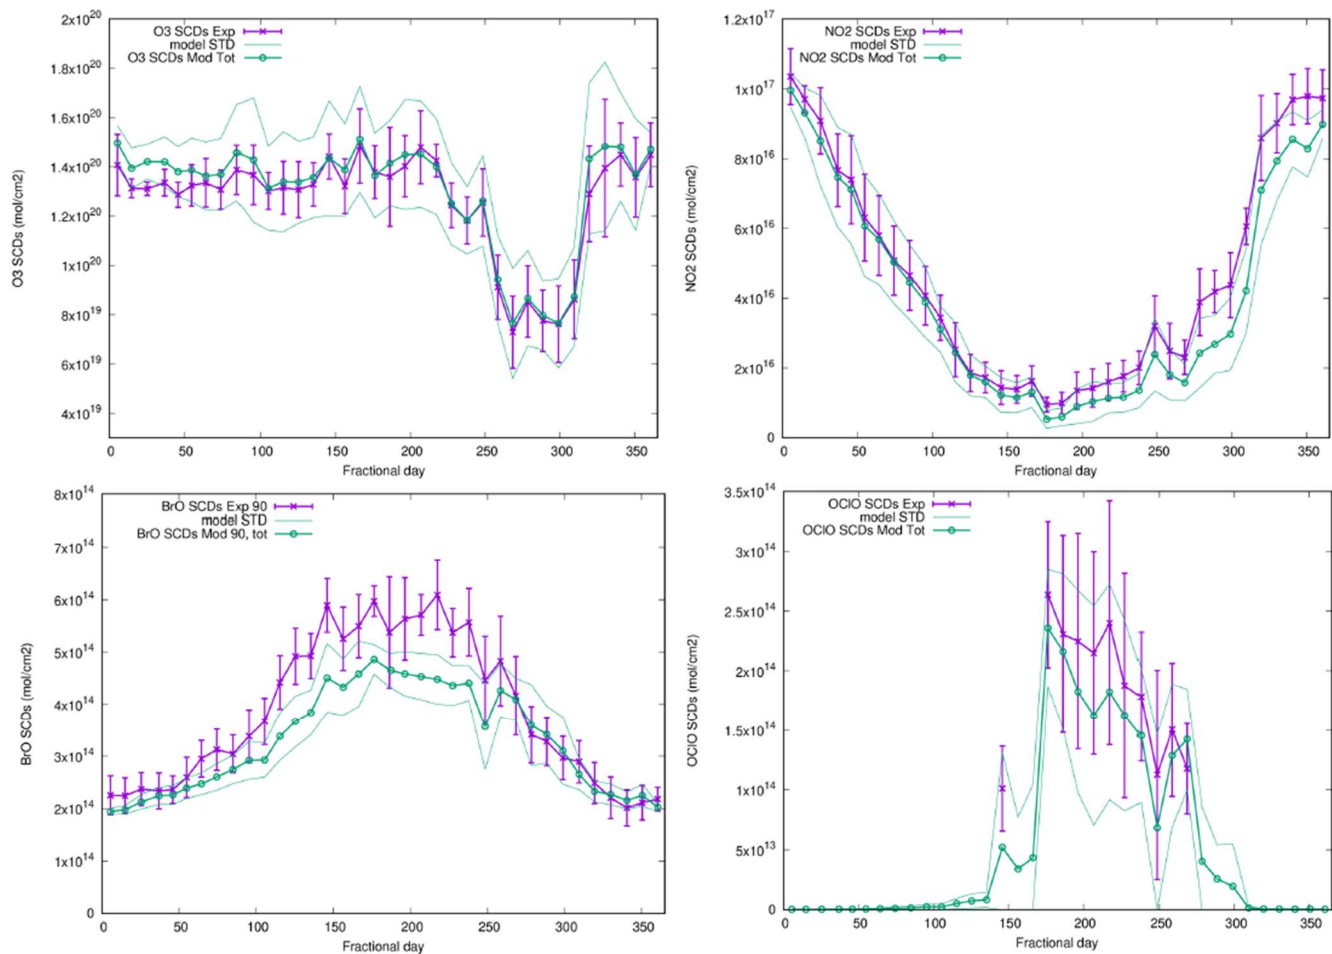 O3 SCDs Exp
model STD
O3 SCDs Mod Tot
2x10^20
1.8x10^20
1.6x10^20
1.4x10^20
1.2x10^20
1x10^20
8x10^19
6x10^19
4x10^19
O3 SCDs (mol/cm2)
0 50 100 150 200 250 300 350
Fractional day
NO2 SCDs Exp
model STD
NO2 SCDs Mod Tot
1.2x10^17
1x10^17
8x10^16
6x10^16
4x10^16
2x10^16
0
NO2 SCDs (mol/cm2)
0 50 100 150 200 250 300 350
Fractional day
BrO SCDs Exp 90
model STD
BrO SCDs Mod 90, tot
8x10^14
7x10^14
6x10^14
5x10^14
4x10^14
3x10^14
2x10^14
1x10^14
0
BrO SCDs (mol/cm2)
0 50 100 150 200 250 300 350
Fractional day
OClO SCDs Exp
model STD
OClO SCDs Mod Tot
3.5x10^14
3x10^14
2.5x10^14
2x10^14
1.5x10^14
1x10^14
5x10^13
0
OClO SCDs (mol/cm2)
0 50 100 150 200 250 300 350
Fractional day